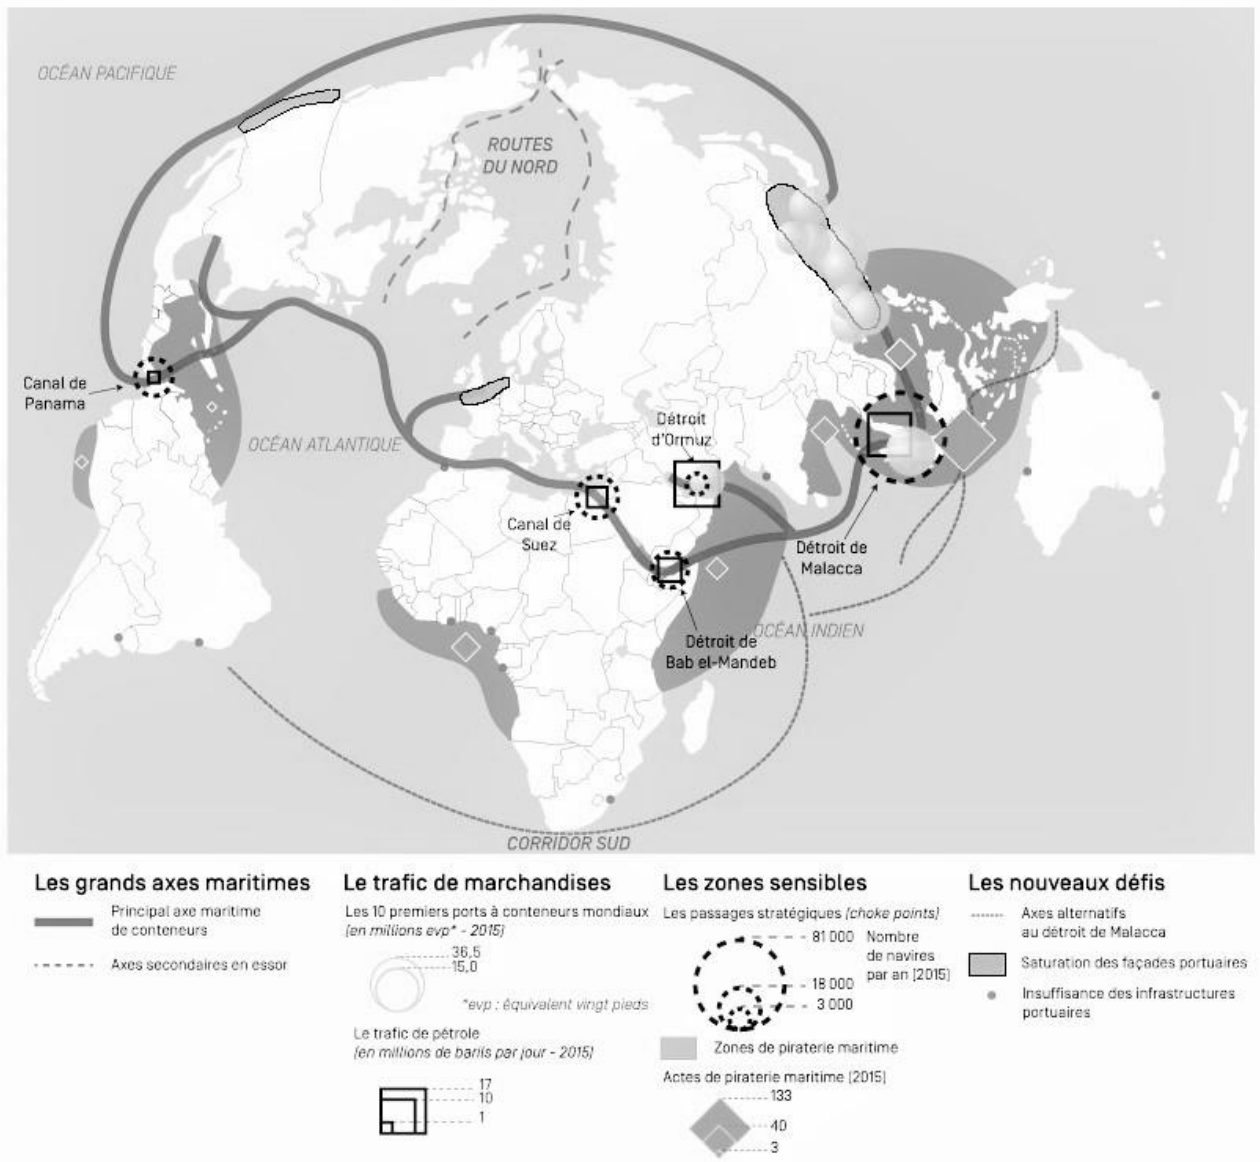 OCÉAN PACIFIQUE
ROUTES
DU NORD
Canal de
Panama
OCÉAN ATLANTIQUE
Détroit
d'Ormuz
Canal de
Suez
Détroit de
Malacca
OCÉAN INDIEN
Détroit de
Bab el-Mandeb
CORRIDOR SUD
Les grands axes maritimes
Principal axe maritime
de conteneurs
Axes secondaires en essor
Le trafic de marchandises
Les 10 premiers ports à conteneurs mondiaux
(en millions evp* - 2015)
36,5
15,0
*evp : équivalent vingt pieds
Le trafic de pétrole
(en millions de barils par jour - 2015)
17
10
1
Les zones sensibles
Les passages stratégiques (choke points)
81 000
Nombre
de navires
par an (2015)
18 000
3 000
Zones de piraterie maritime
Actes de piraterie maritime (2015)
133
40
3
Les nouveaux défis
Axes alternatifs
au détroit de Malacca
Saturation des façades portuaires
Insuffisance des infrastructures
portuaires